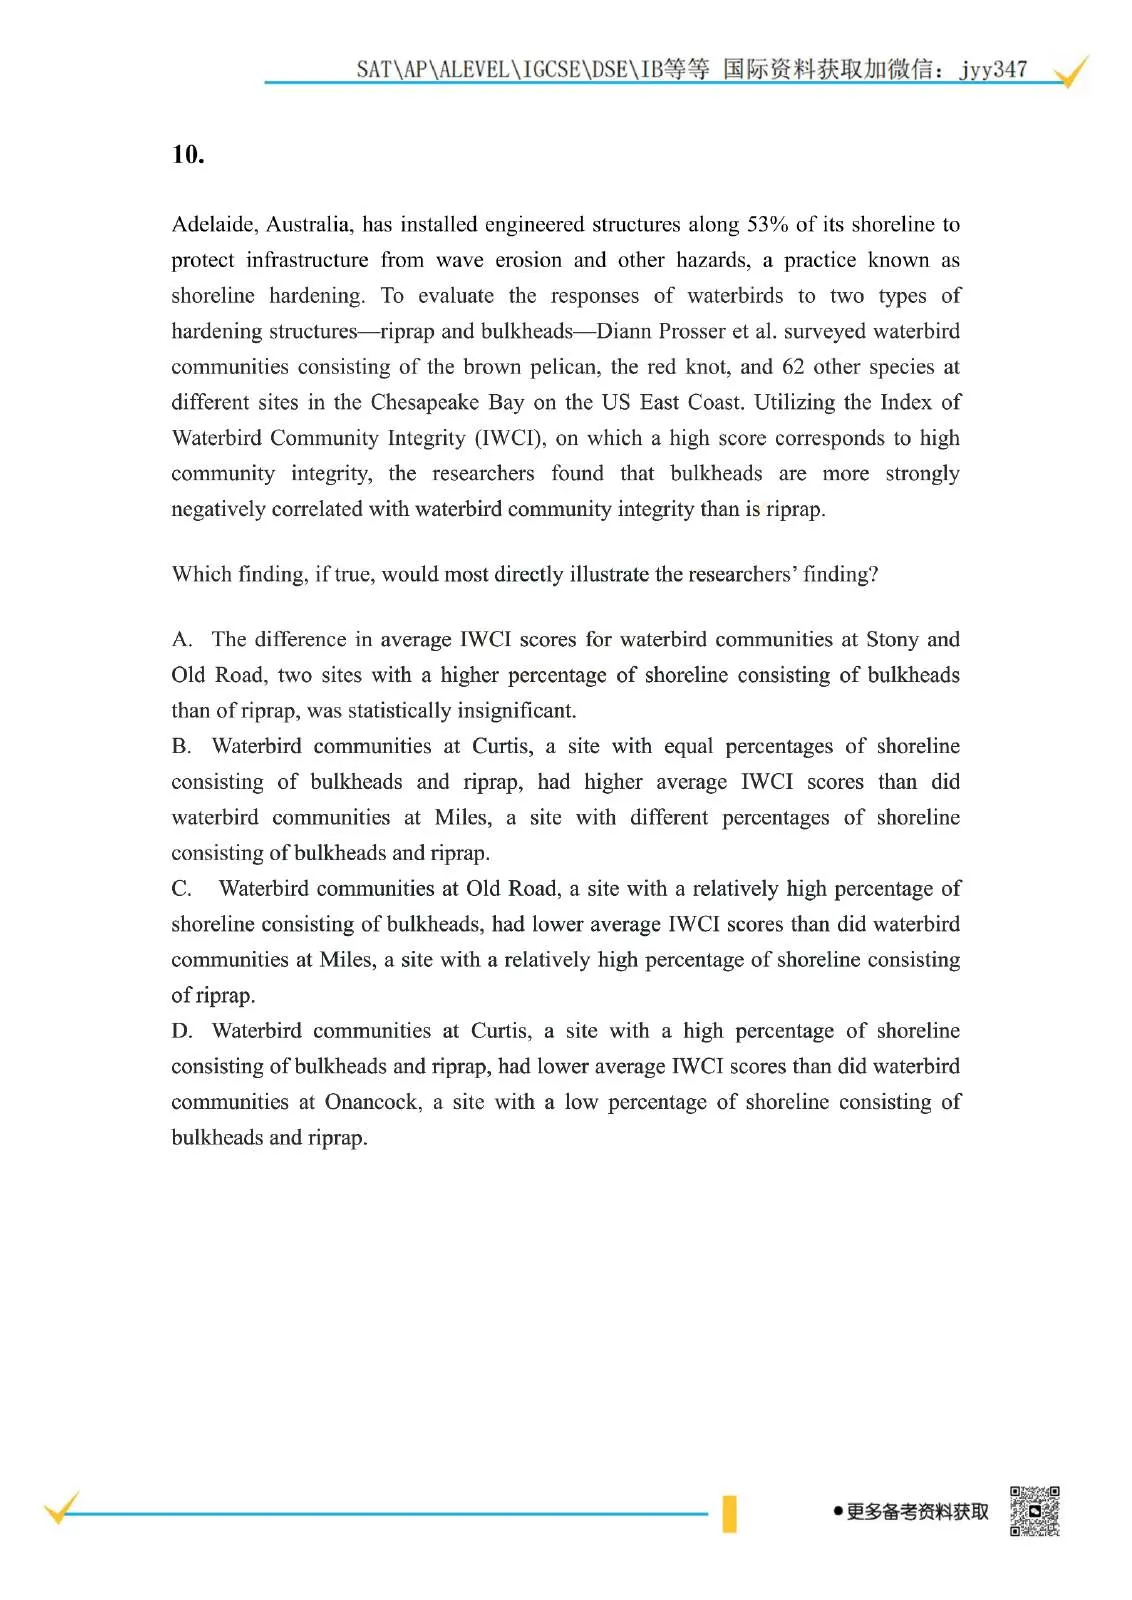 SAT\AP\ALEVEL\IGCSE\DSE\IB等等 国际资料获取加微信：jyy347
10.
Adelaide, Australia, has installed engineered structures along 53% of its shoreline to
protect infrastructure from wave erosion and other hazards, a practice known as
shoreline hardening. To evaluate the responses of waterbirds to two types of
hardening structures—riprap and bulkheads—Diann Prosser et al. surveyed waterbird
communities consisting of the brown pelican, the red knot, and 62 other species at
different sites in the Chesapeake Bay on the US East Coast. Utilizing the Index of
Waterbird Community Integrity (IWCI), on which a high score corresponds to high
community integrity, the researchers found that bulkheads are more strongly
negatively correlated with waterbird community integrity than is riprap.
Which finding, if true, would most directly illustrate the researchers' finding?
A. The difference in average IWCI scores for waterbird communities at Stony and
Old Road, two sites with a higher percentage of shoreline consisting of bulkheads
than of riprap, was statistically insignificant.
B. Waterbird communities at Curtis, a site with equal percentages of shoreline
consisting of bulkheads and riprap, had higher average IWCI scores than did
waterbird communities at Miles, a site with different percentages of shoreline
consisting of bulkheads and riprap.
C. Waterbird communities at Old Road, a site with a relatively high percentage of
shoreline consisting of bulkheads, had lower average IWCI scores than did waterbird
communities at Miles, a site with a relatively high percentage of shoreline consisting
of riprap.
D. Waterbird communities at Curtis, a site with a high percentage of shoreline
consisting of bulkheads and riprap, had lower average IWCI scores than did waterbird
communities at Onancock, a site with a low percentage of shoreline consisting of
bulkheads and riprap.
●更多备考资料获取